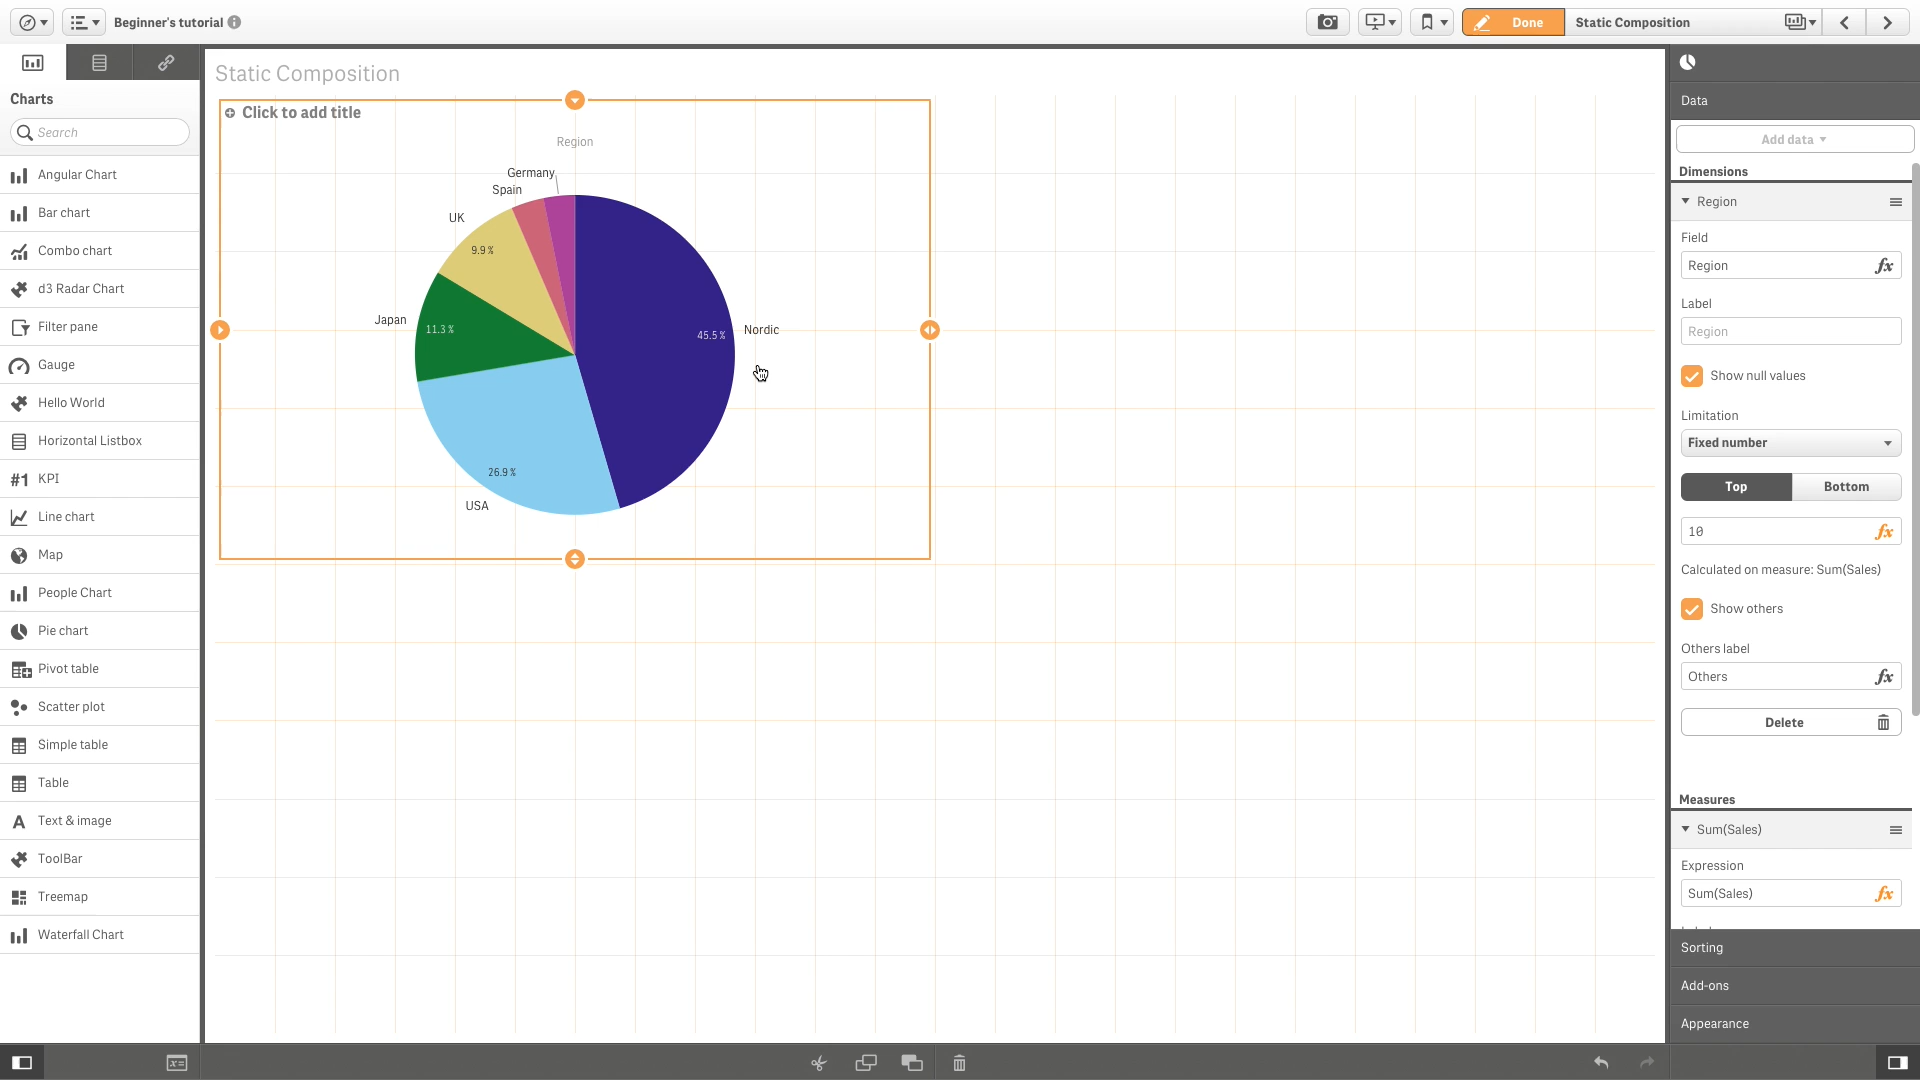 Beginner's tutorial
Done
Static Composition
Charts
Search
Angular Chart
Bar chart
Combo chart
d3 Radar Chart
Filter pane
Gauge
Hello World
Horizontal Listbox
#1 KPI
Line chart
Map
People Chart
Pie chart
Pivot table
Scatter plot
Simple table
Table
A Text & image
ToolBar
Treemap
Waterfall Chart
Static Composition
Click to add title
Region
Germany
Spain
UK
9.9 %
Japan
11.3 %
45.5 %
Nordic
26.9 %
USA
Data
Add data
Dimensions
Region
Field
Region fx
Label
Region
Show null values
Limitation
Fixed number
Top Bottom
10 fx
Calculated on measure: Sum(Sales)
Show others
Others label
Others fx
Delete
Measures
Sum(Sales)
Expression
Sum(Sales) fx
Sorting
Add-ons
Appearance
x=